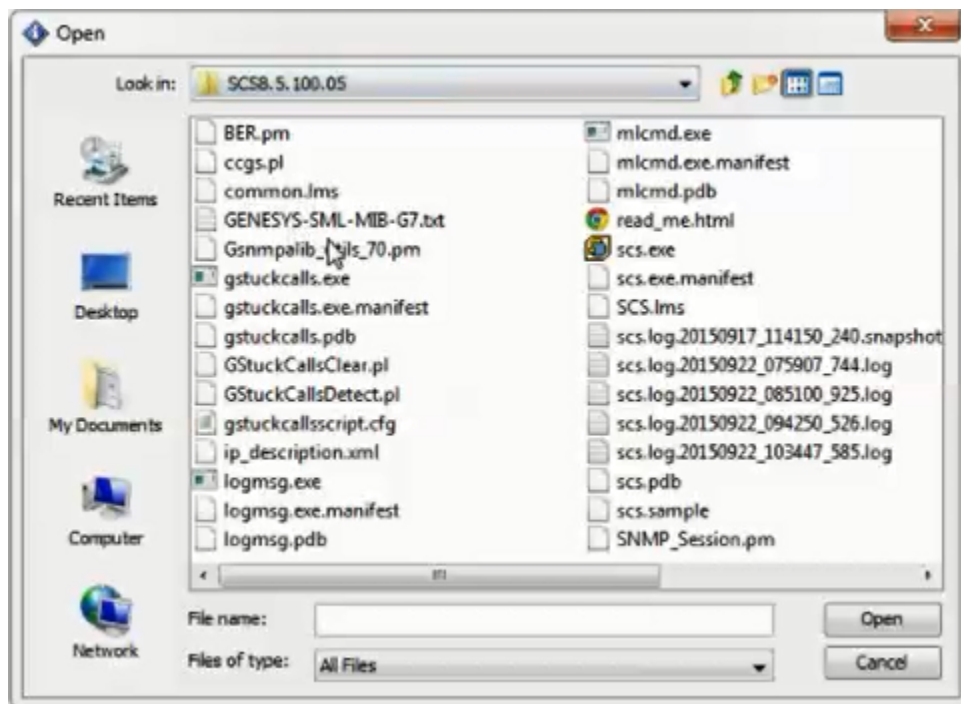 Open
Look in:
SCS8.5.100.05
Recent Items
Desktop
My Documents
Computer
Network
BER.pm
ccgs.pl
common.lms
GENESYS-SML-MIB-G7.txt
Gsnmpalib_ ils_70.pm
gstuckcalls.exe
gstuckcalls.exe.manifest
gstuckcalls.pdb
GStuckCallsClear.pl
GStuckCallsDetect.pl
gstuckcallsscript.cfg
ip_description.xml
logmsg.exe
logmsg.exe.manifest
logmsg.pdb
mlcmd.exe
mlcmd.exe.manifest
mlcmd.pdb
read_me.html
scs.exe
scs.exe.manifest
SCS.lms
scs.log.20150917_114150_240.snapshot
scs.log.20150922_075907_744.log
scs.log.20150922_085100_925.log
scs.log.20150922_094250_526.log
scs.log.20150922_103447_585.log
scs.pdb
scs.sample
SNMP_Session.pm
File name:
Open
Files of type:
All Files
Cancel